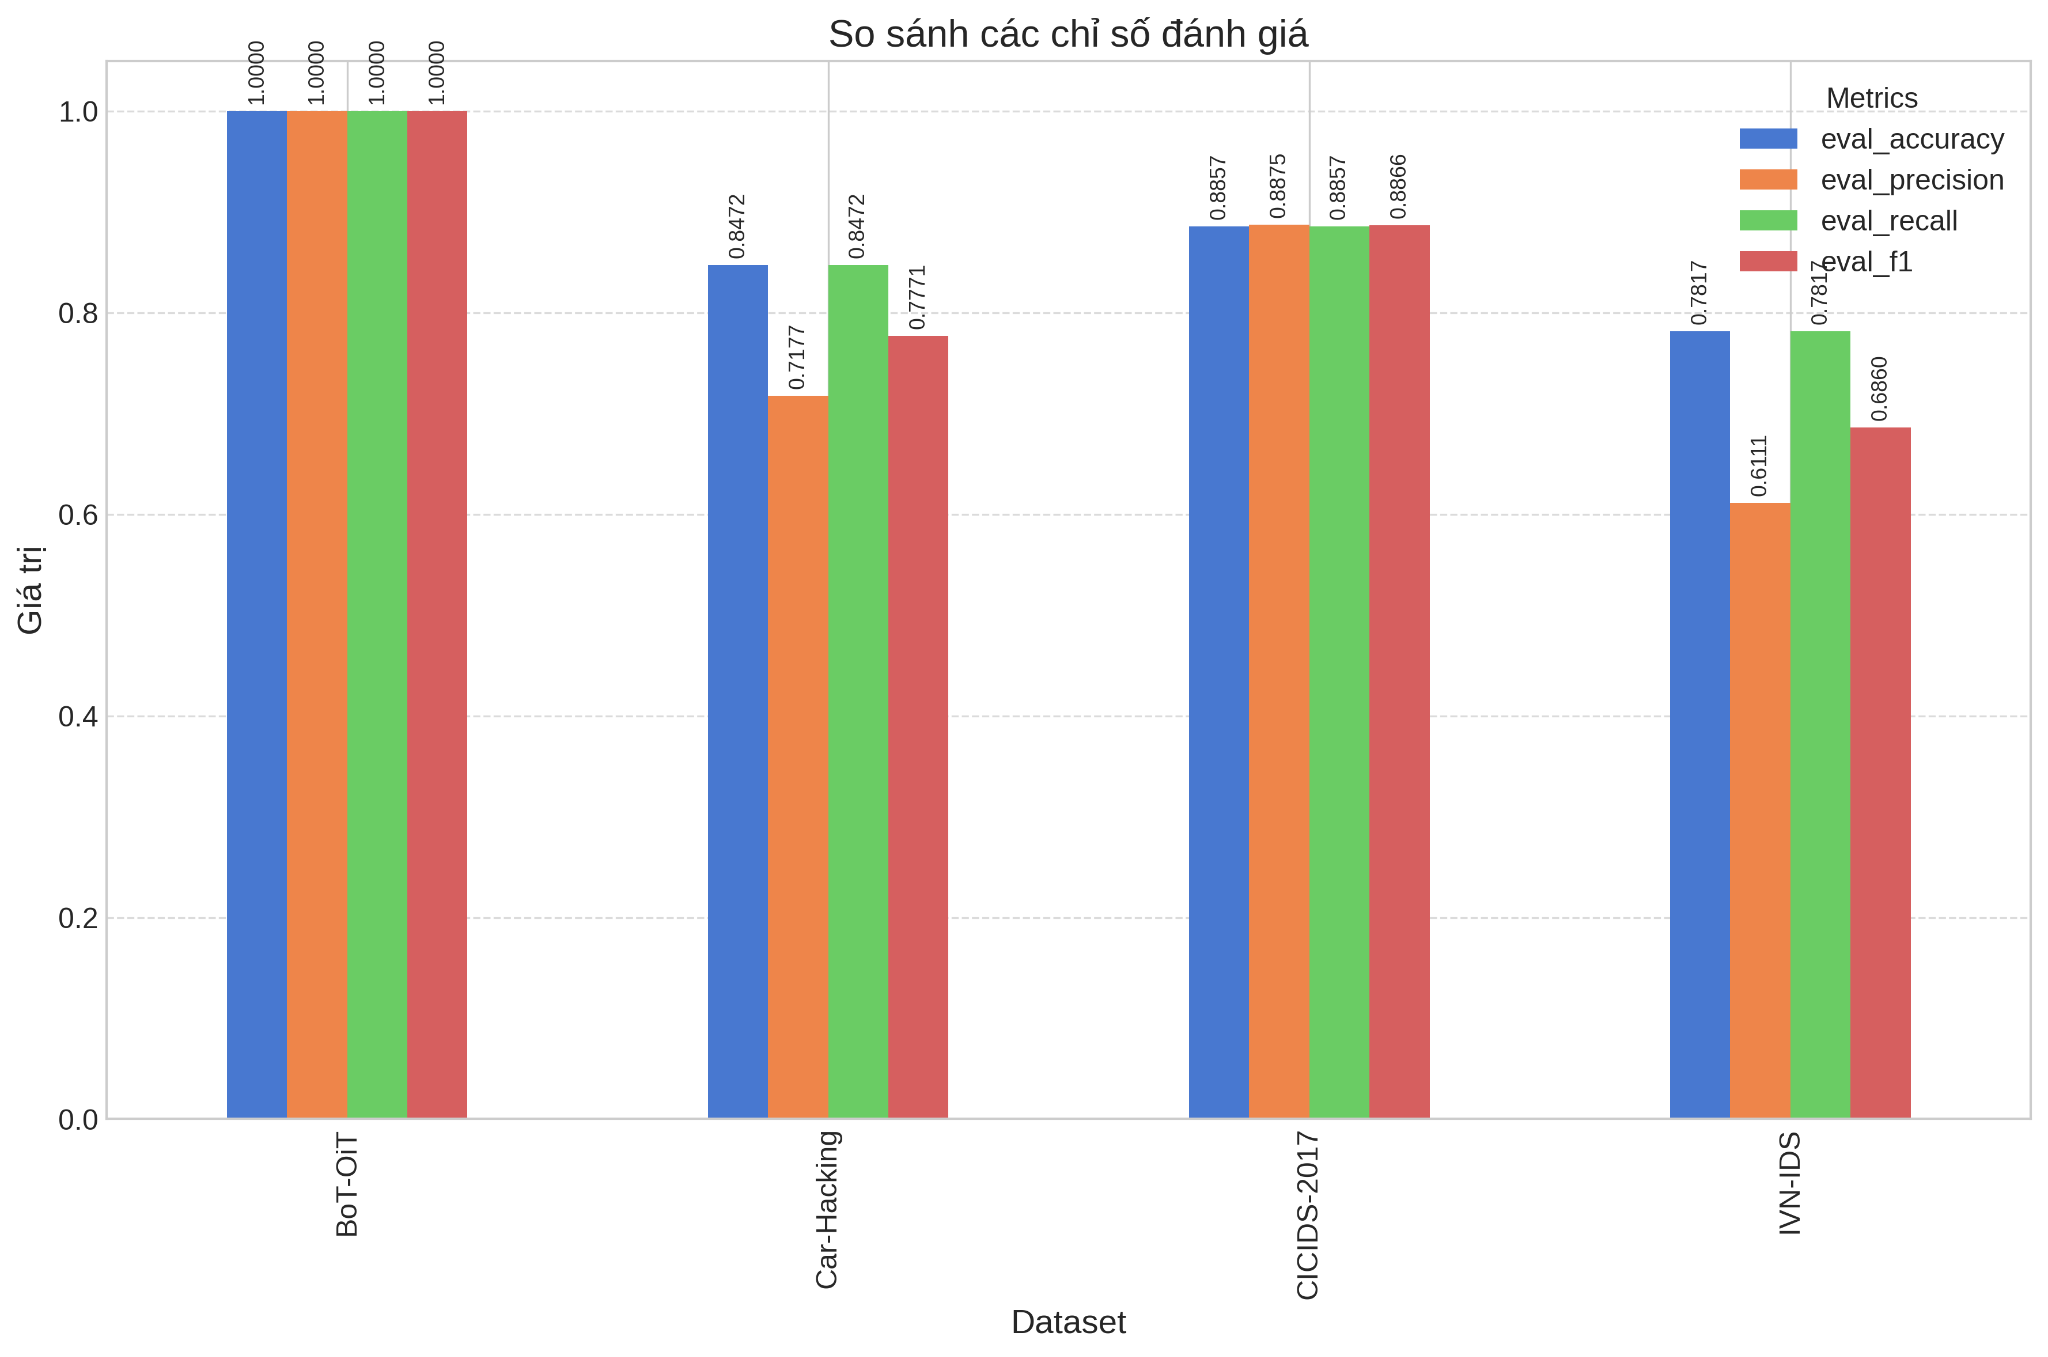 So sánh các chỉ số đánh giá
1.0000 1.0000 1.0000 1.0000
0.8472 0.7177 0.8472 0.7771
0.8857 0.8875 0.8857 0.8866
0.7817 0.6111 0.7817 0.6860
Metrics
eval_accuracy
eval_precision
eval_recall
eval_f1
Giá trị
1.0
0.8
0.6
0.4
0.2
0.0
BoT-OiT
Car-Hacking
CICIDS-2017
IVN-IDS
Dataset